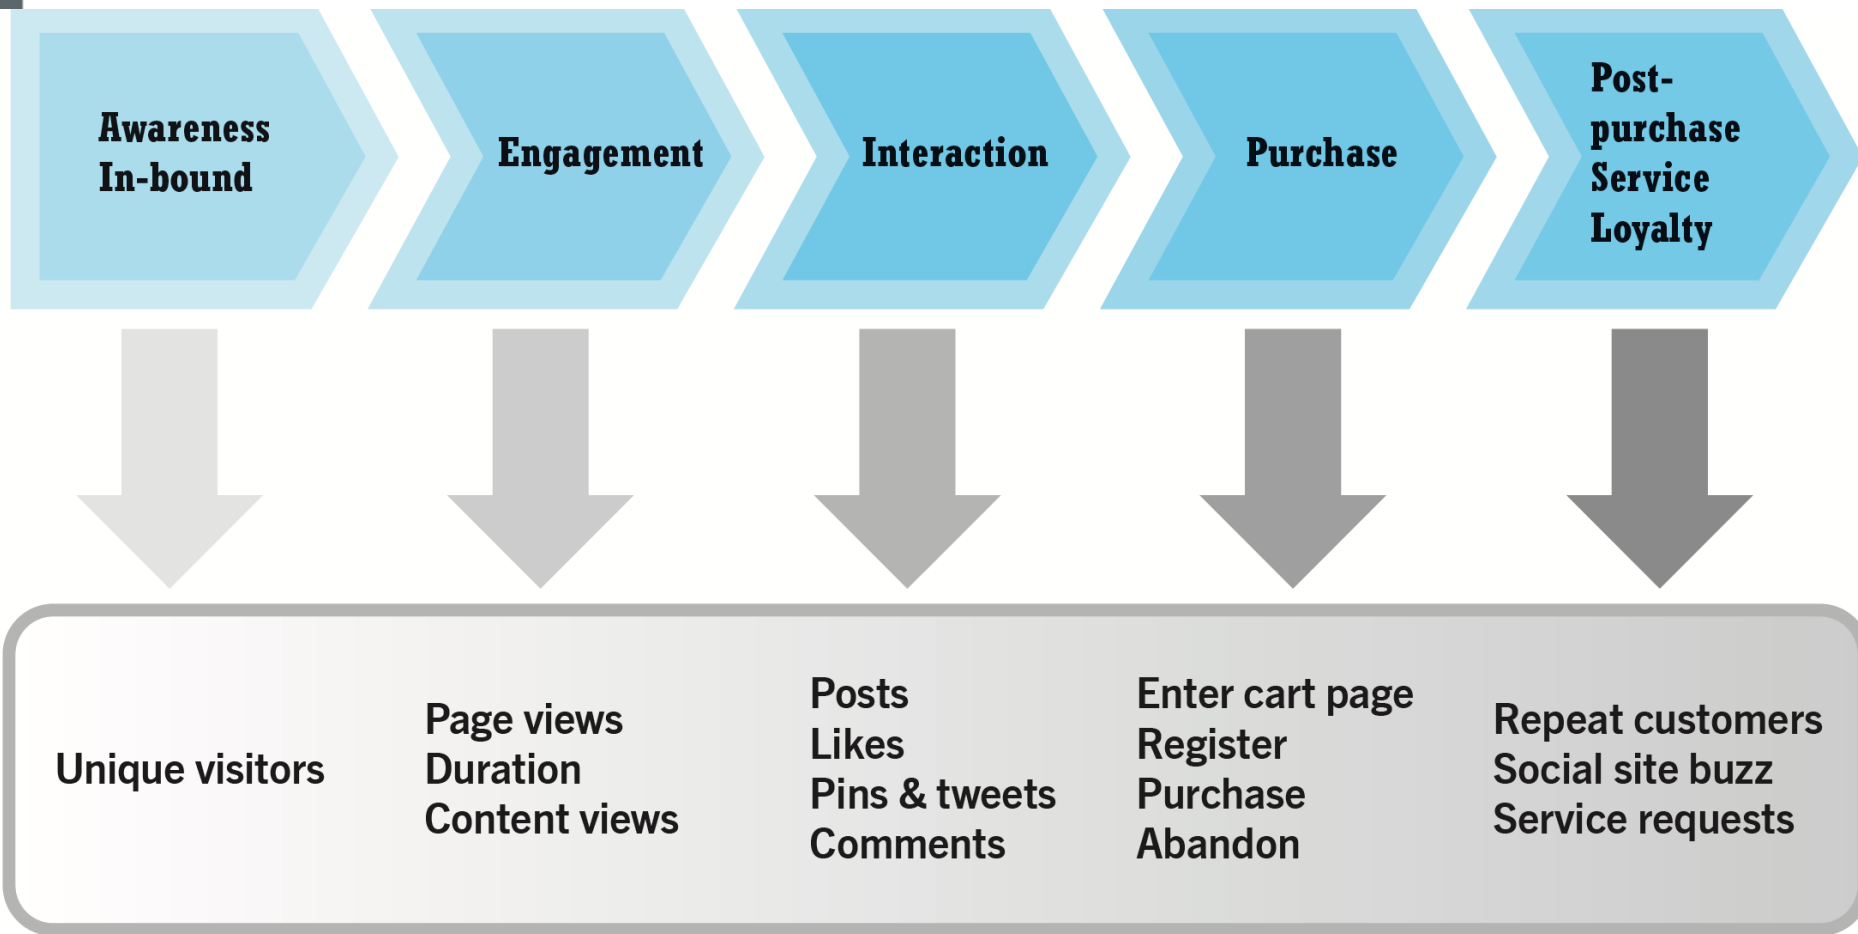 Awareness
In-bound
Engagement
Interaction
Purchase
Post-
purchase
Service
Loyalty
Unique visitors
Page views
Duration
Content views
Posts
Likes
Pins & tweets
Comments
Enter cart page
Register
Purchase
Abandon
Repeat customers
Social site buzz
Service requests